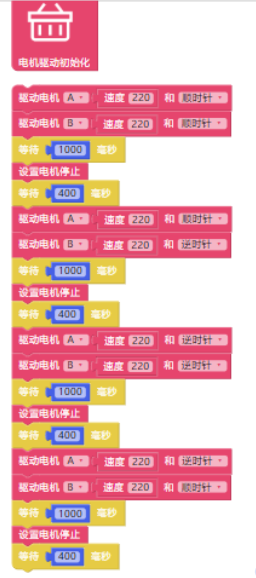 电机驱动初始化
驱动电机 A 速度 220 和 顺时针
驱动电机 B 速度 220 和 顺时针
等待 1000 毫秒
设置电机停止
等待 400 毫秒
驱动电机 A 速度 220 和 顺时针
驱动电机 B 速度 220 和 逆时针
等待 1000 毫秒
设置电机停止
等待 400 毫秒
驱动电机 A 速度 220 和 逆时针
驱动电机 B 速度 220 和 逆时针
等待 1000 毫秒
设置电机停止
等待 400 毫秒
驱动电机 A 速度 220 和 逆时针
驱动电机 B 速度 220 和 顺时针
等待 1000 毫秒
设置电机停止
等待 400 毫秒